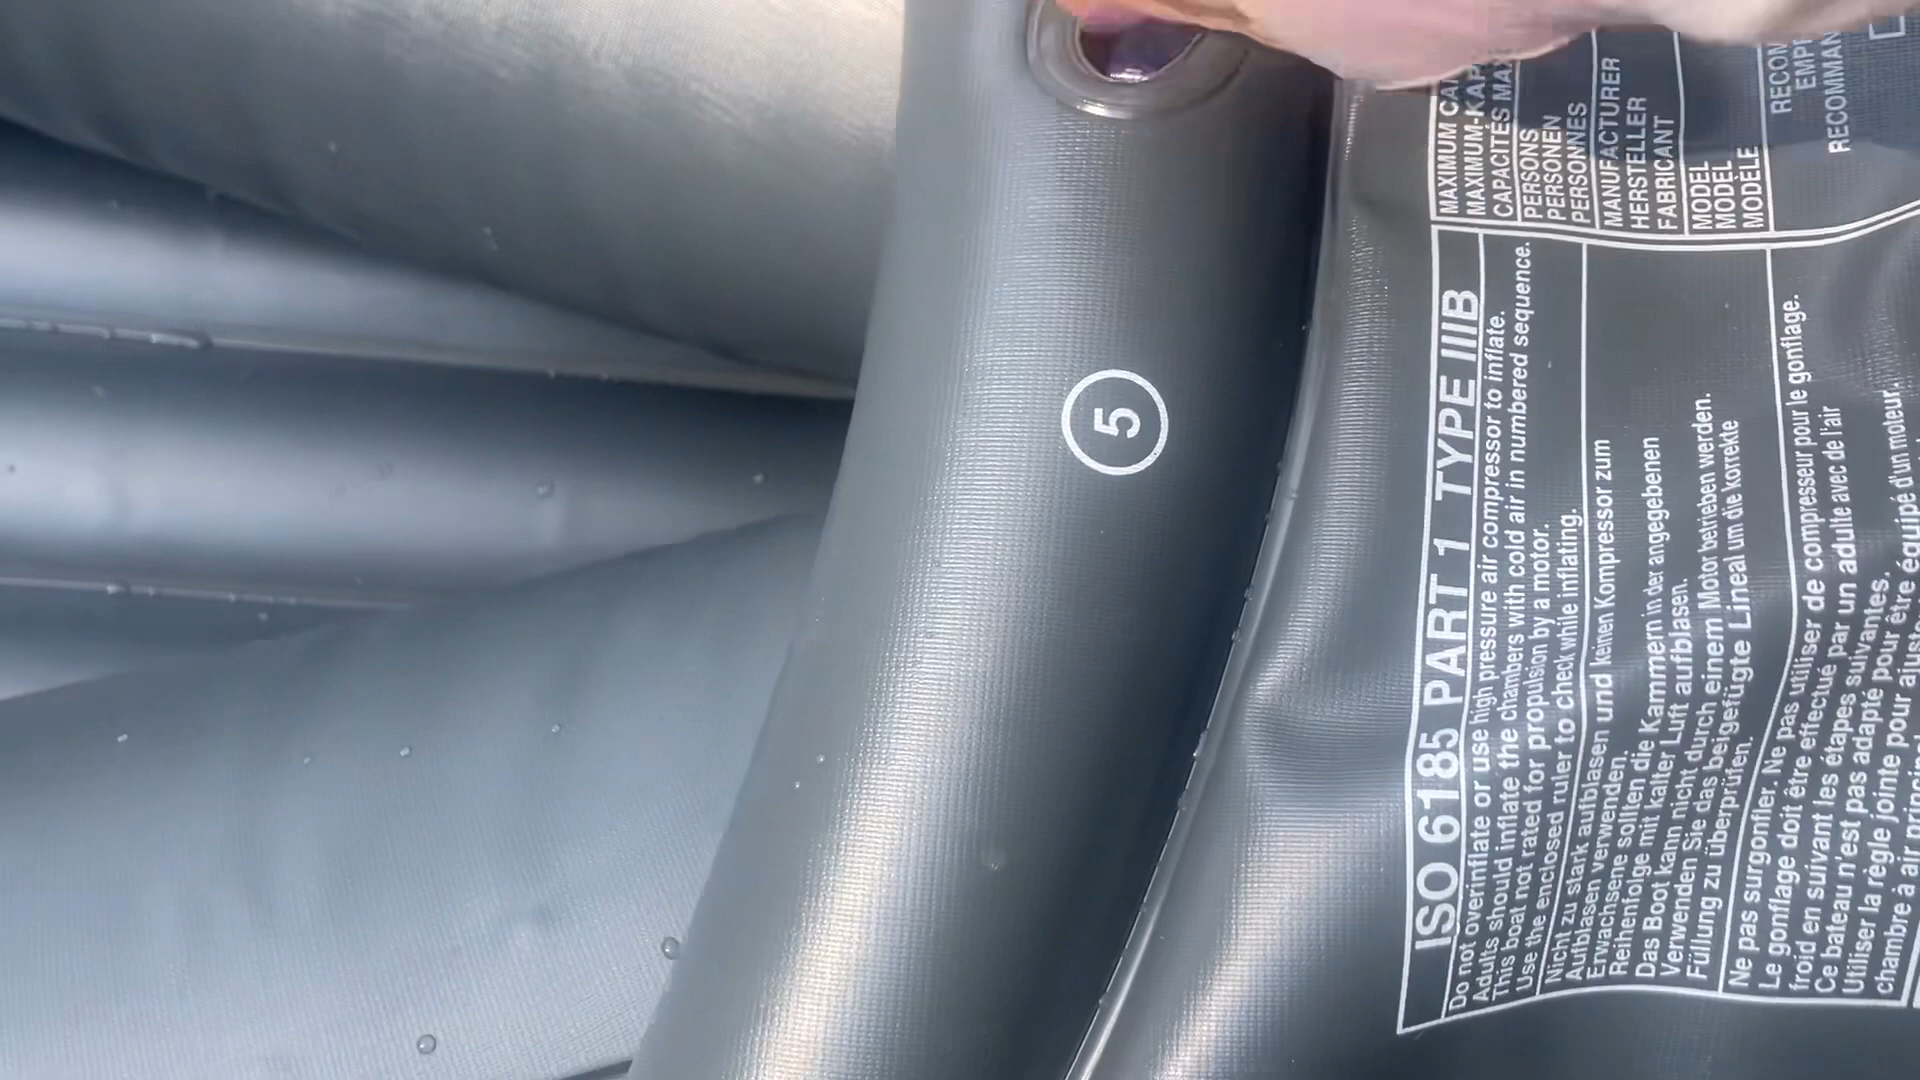 5
MAXIMUM
MAXIMUM
CAPACITÉS
PERSONS
PERSONEN
PERSONNES
MANUFACTURER
HERSTELLER
FABRICANT
MODEL
MODEL
MODÈLE
ISO 6185 PART 1 TYPE IIIB
Do not overinflate or use high pressure air compressor to inflate.
Adults should inflate the chambers with cold air in numbered sequence.
This boat not rated for propulsion by a motor.
Use the enclosed ruler to check while inflating.
Nicht zu stark aufblasen und keinen Kompressor zum
Aufblasen verwenden.
Erwachsene sollten die Kammern in der angegebenen
Reihenfolge mit kalter Luft aufblasen.
Das Boot kann nicht durch einem Motor betrieben werden.
Verwenden Sie das beigefügte Lineal um die korrekte
Füllung zu überprüfen.
Ne pas surgonfler. Ne pas utiliser de compresseur pour le gonflage.
Le gonflage doit être effectué par un adulte avec de l'air
froid en suivant les étapes suivantes.
Ce bateau n'est pas adapté pour être équipé d'un moteur.
Utiliser la règle jointe pour
chambre à air